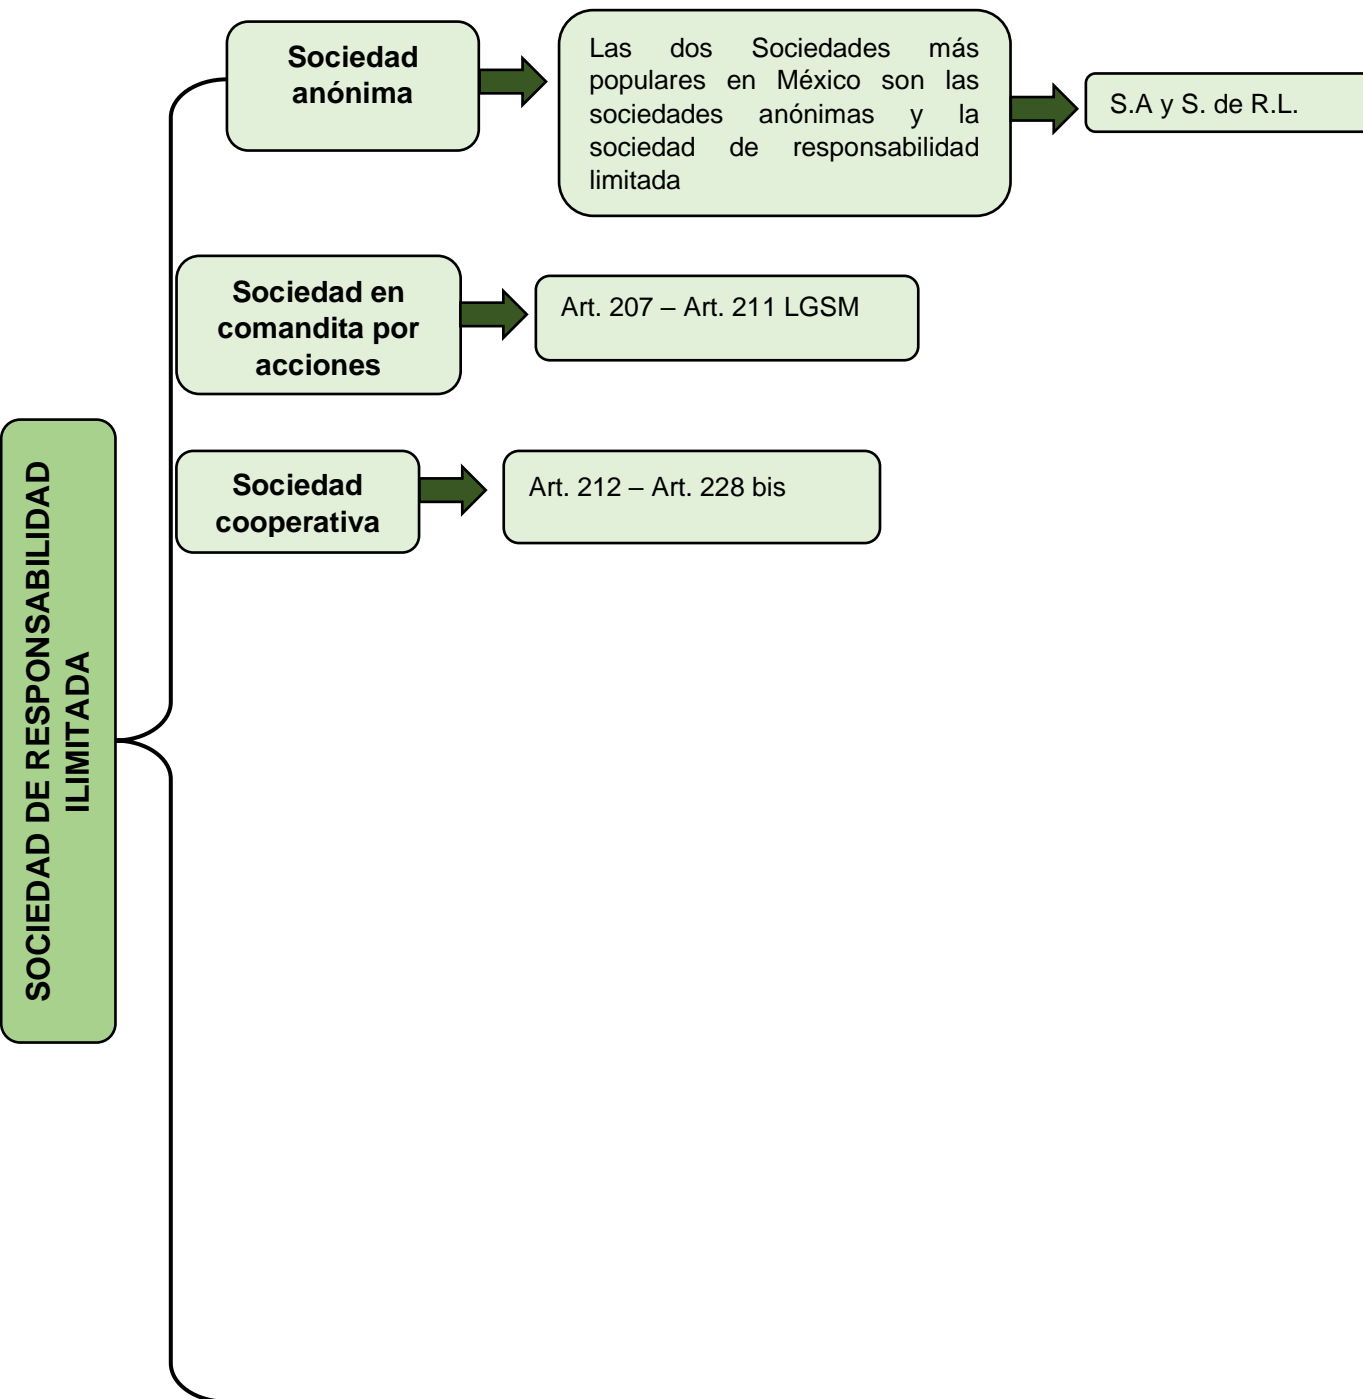 Sociedad
anónima
Las dos Sociedades más
populares en México son las
sociedades anónimas y la
sociedad de responsabilidad
limitada
S.A y S. de R.L.
Sociedad en
comandita por
acciones
Art. 207 – Art. 211 LGSM
SOCIEDAD DE RESPONSABILIDAD
ILIMITADA
Sociedad
cooperativa
Art. 212 – Art. 228 bis